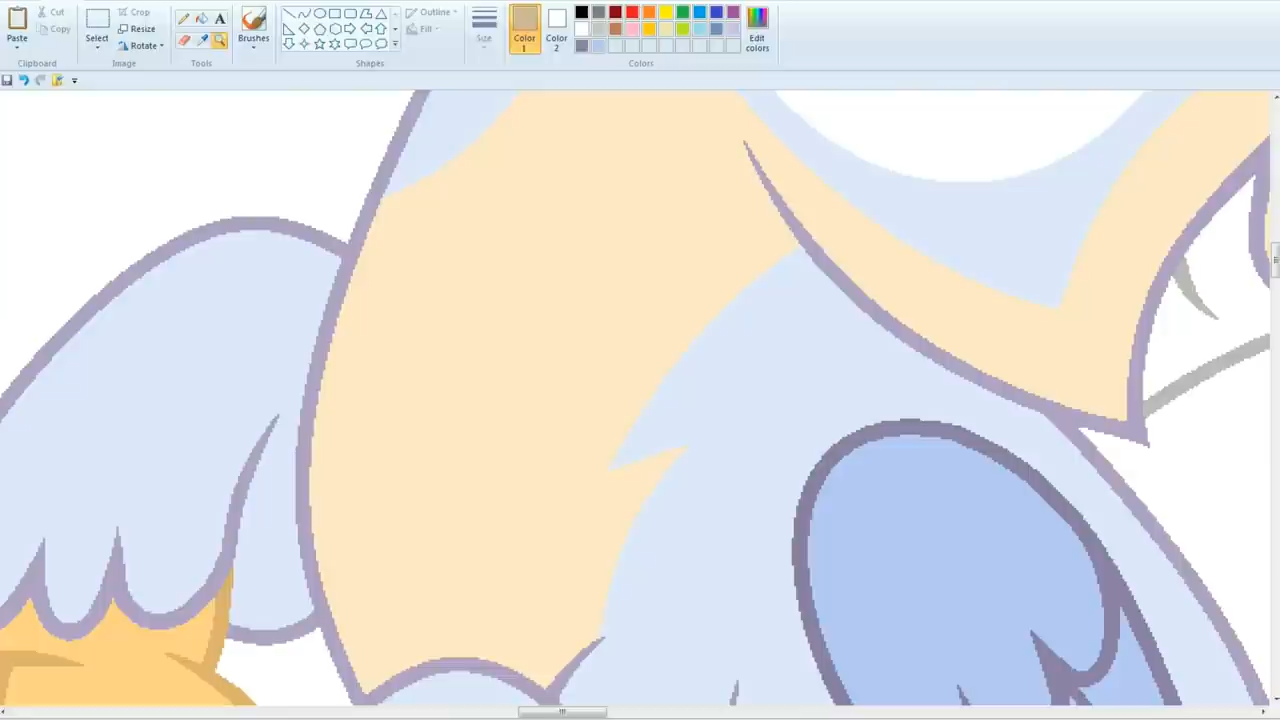 Paste
Cut
Copy
Clipboard
Select
Crop
Resize
Rotate
Image
A
Tools
Brushes
Outline
Fill
Shapes
Size
Color
1
Color
2
Edit
colors
Colors